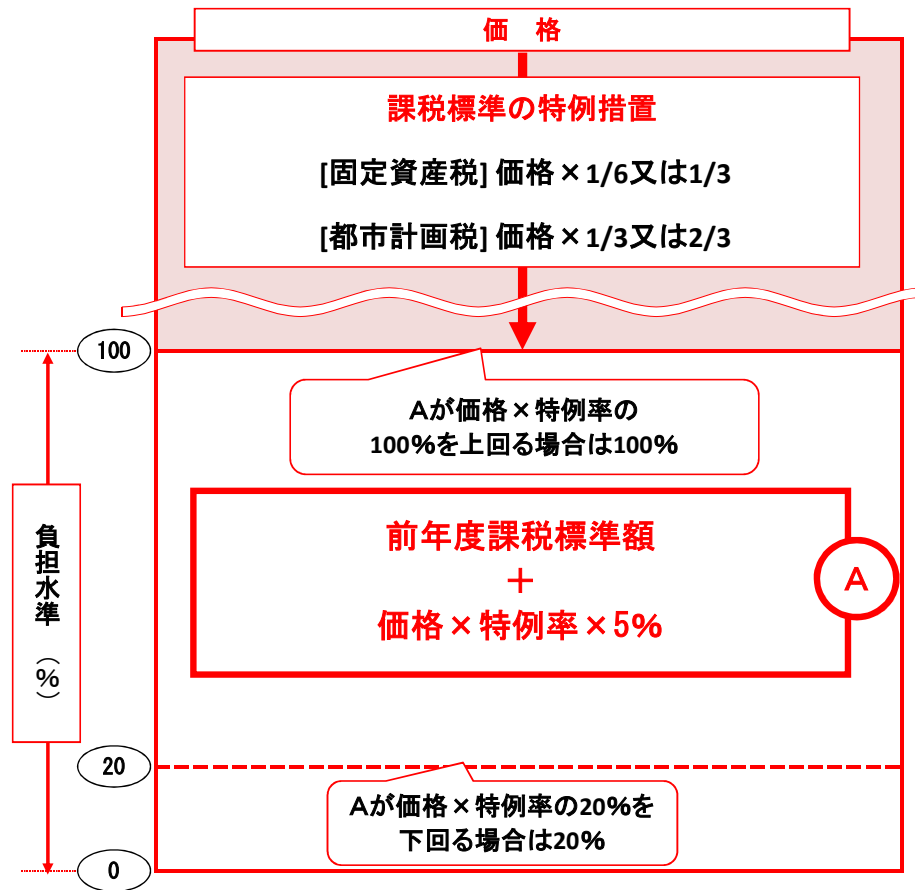 価　格
課税標準の特例措置
[固定資産税] 価格×1/6又は1/3
[都市計画税] 価格×1/3又は2/3
100
Aが価格×特例率の
100%を上回る場合は100%
負担水準（%）
前年度課税標準額
＋
価格×特例率×5%
A
20
Aが価格×特例率の20%を
下回る場合は20%
0